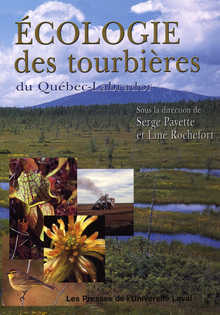 ÉCOLOGIE
des tourbières
du Québec-Labrador
Sous la direction de
Serge Payette
et Line Rochefort
Les Presses de l'Université Laval